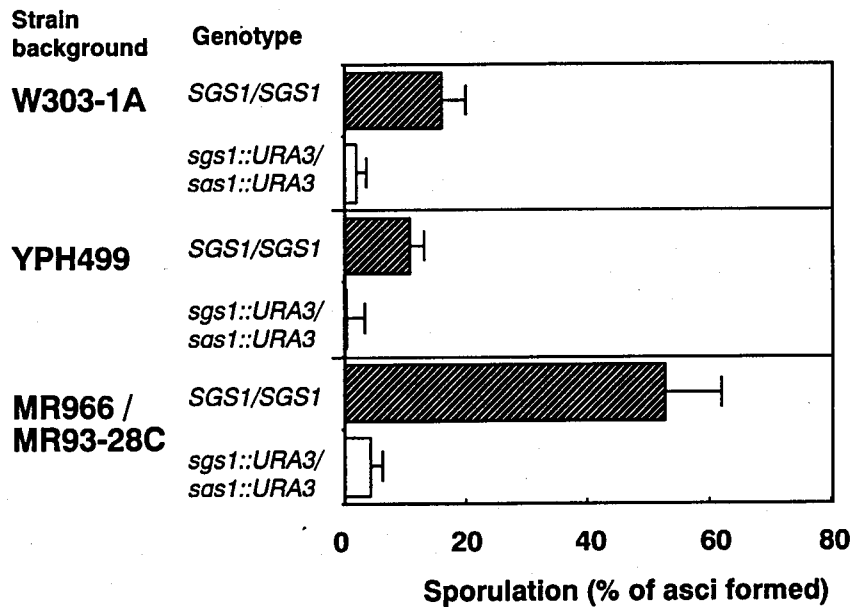 Strain
background
Genotype
W303-1A
SGS1/SGS1
sgs1::URA3/
sas1::URA3
YPH499
SGS1/SGS1
sgs1::URA3/
sas1::URA3
MR966 /
MR93-28C
SGS1/SGS1
sgs1::URA3/
sas1::URA3
0 20 40 60 80
Sporulation (% of asci formed)